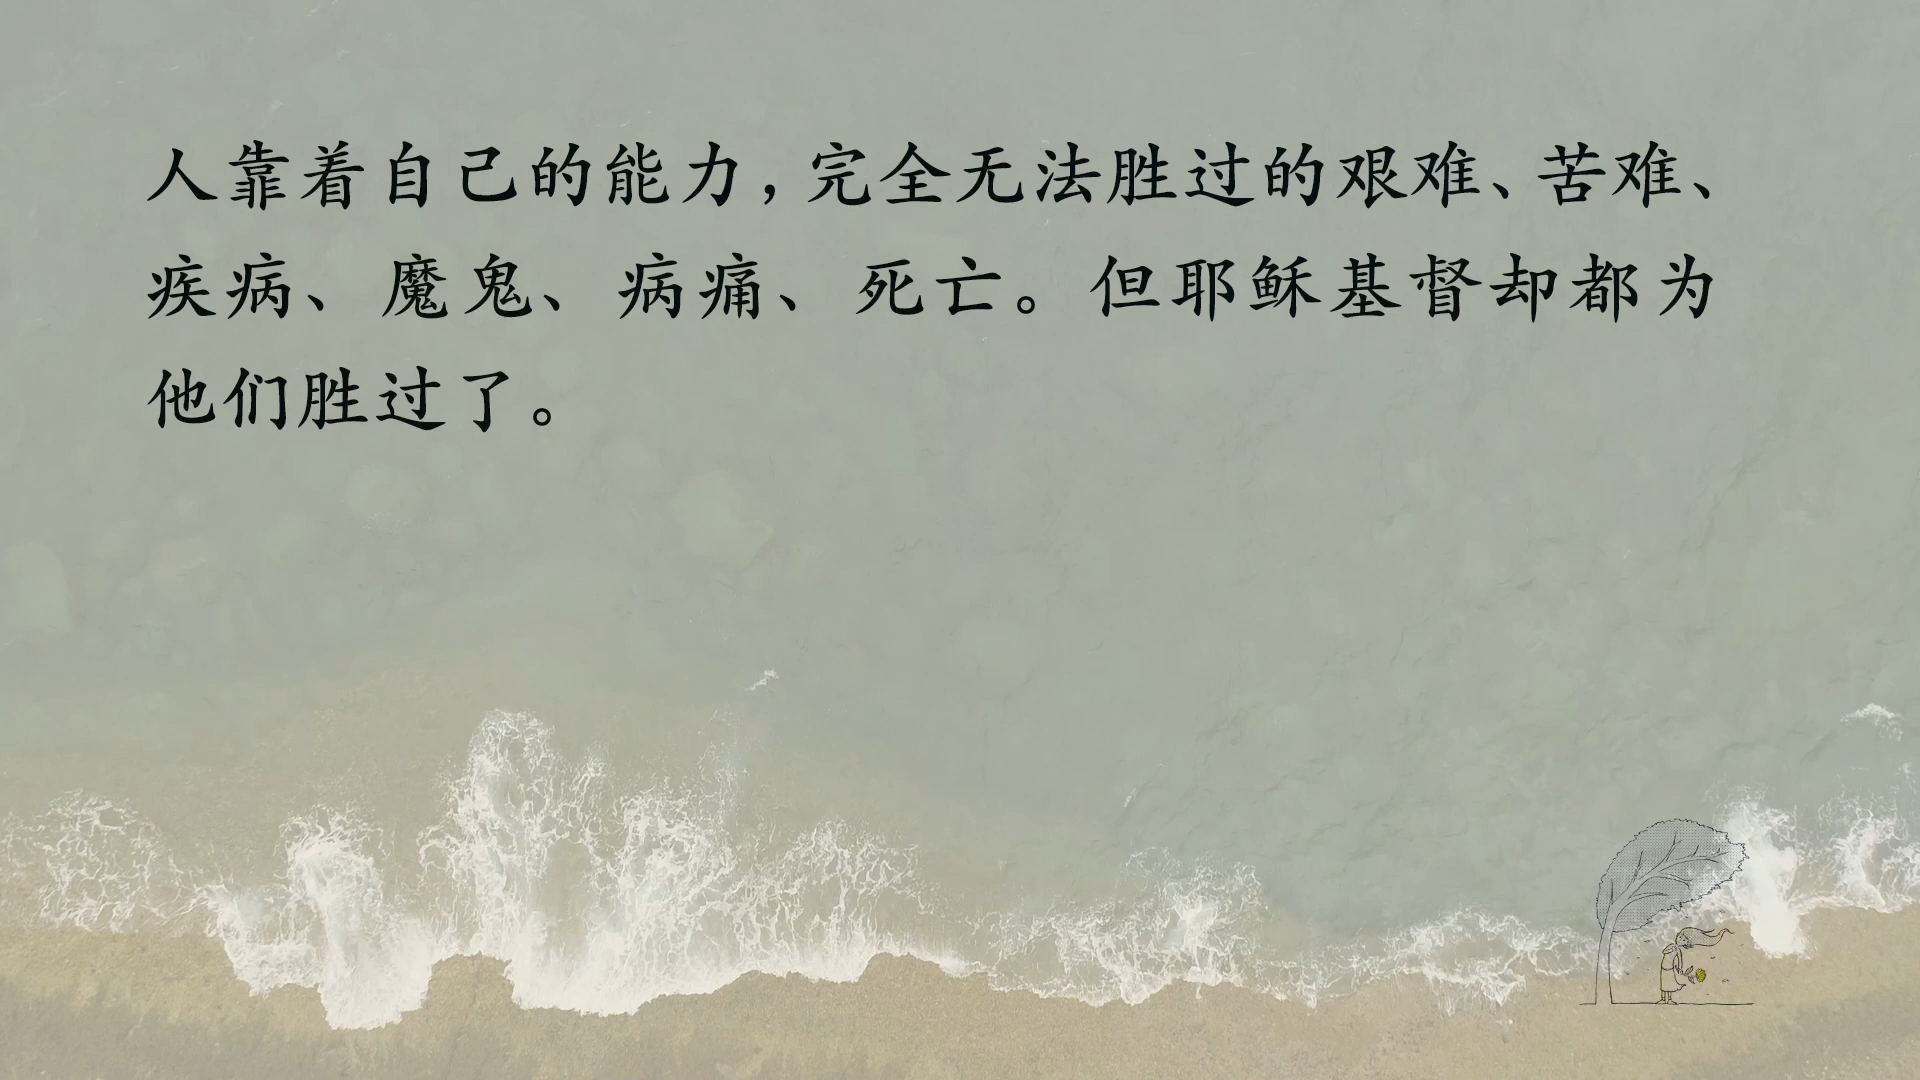 人靠着自己的能力，完全无法胜过的艰难、苦难、
疾病、魔鬼、病痛、死亡。但耶稣基督却都为
他们胜过了。